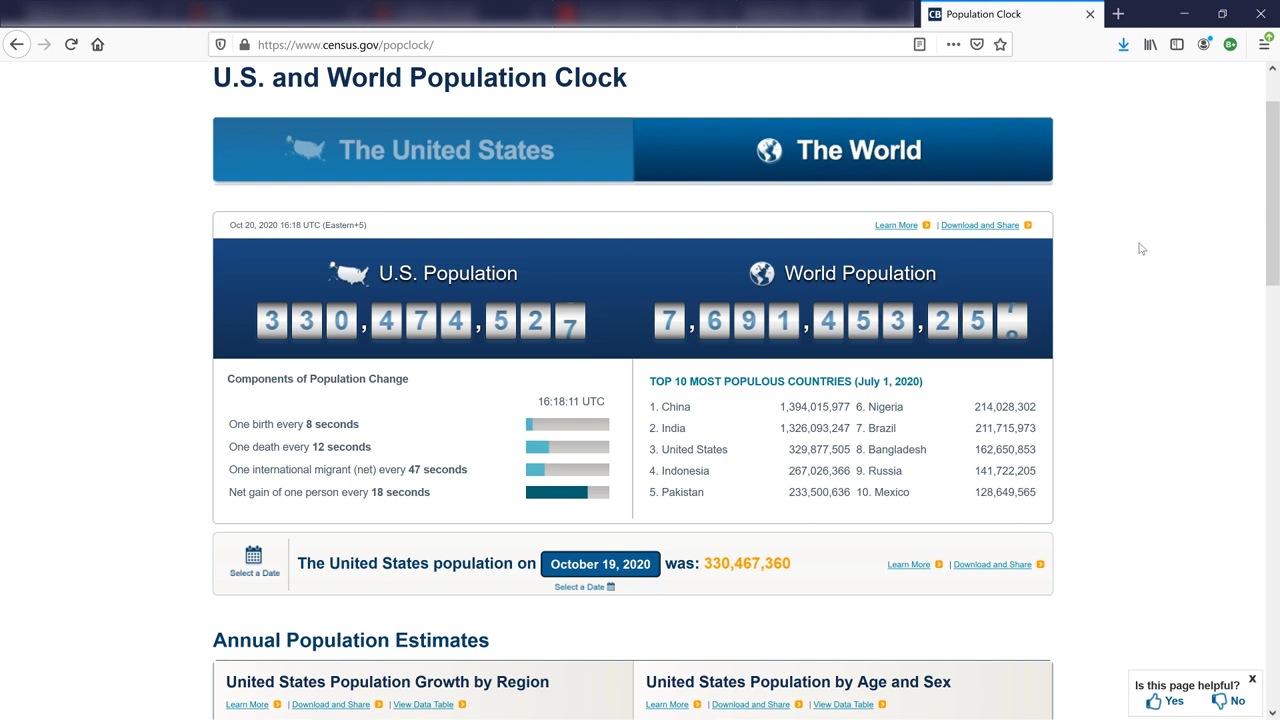 CB Population Clock
https://www.census.gov/popclock/
U.S. and World Population Clock
The United States
The World
Oct 20, 2020 16:18 UTC (Eastern+5)
Learn More | Download and Share
U.S. Population
330,474,527
World Population
7,691,453,25
Components of Population Change
16:18:11 UTC
One birth every 8 seconds
One death every 12 seconds
One international migrant (net) every 47 seconds
Net gain of one person every 18 seconds
TOP 10 MOST POPULOUS COUNTRIES (July 1, 2020)
1. China 1,394,015,977 6. Nigeria 214,028,302
2. India 1,326,093,247 7. Brazil 211,715,973
3. United States 329,877,505 8. Bangladesh 162,650,853
4. Indonesia 267,026,366 9. Russia 141,722,205
5. Pakistan 233,500,636 10. Mexico 128,649,565
Select a Date
The United States population on October 19, 2020 was: 330,467,360
Select a Date
Learn More | Download and Share
Annual Population Estimates
United States Population Growth by Region
Learn More | Download and Share | View Data Table
United States Population by Age and Sex
Learn More | Download and Share | View Data Table
Is this page helpful? X
Yes No